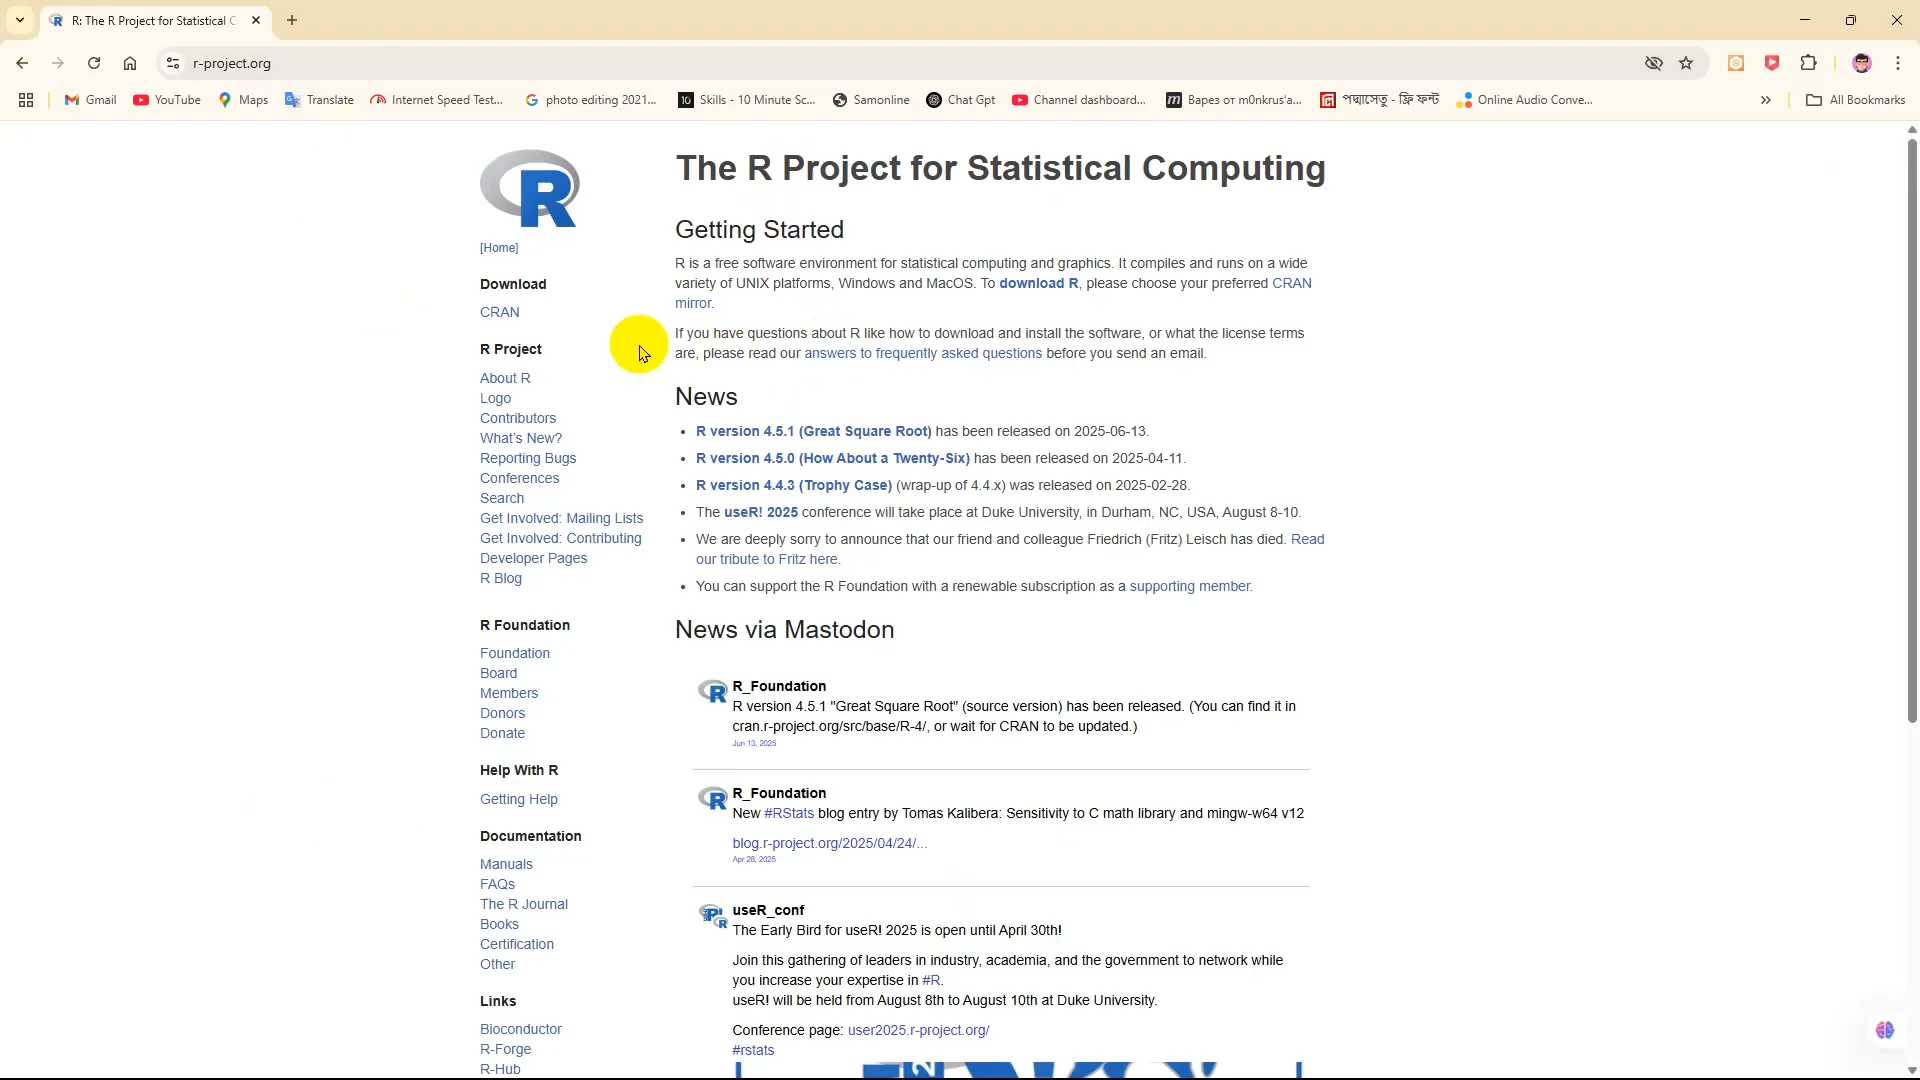 R: The R Project for Statistical C
r-project.org
Gmail
YouTube
Maps
Translate
Internet Speed Test...
photo editing 2021...
10
Skills - 10 Minute Sc...
Samonline
Chat Gpt
Channel dashboard...
Варез от m0nkrus'a...
পদ্মাসেতু - ফ্রি ফন্ট
Online Audio Conve...
All Bookmarks
R
[Home]
Download
CRAN
R Project
About R
Logo
Contributors
What's New?
Reporting Bugs
Conferences
Search
Get Involved: Mailing Lists
Get Involved: Contributing
Developer Pages
R Blog
R Foundation
Foundation
Board
Members
Donors
Donate
Help With R
Getting Help
Documentation
Manuals
FAQs
The R Journal
Books
Certification
Other
Links
Bioconductor
R-Forge
R-Hub
The R Project for Statistical Computing
Getting Started
R is a free software environment for statistical computing and graphics. It compiles and runs on a wide
variety of UNIX platforms, Windows and MacOS. To download R, please choose your preferred CRAN
mirror.
If you have questions about R like how to download and install the software, or what the license terms
are, please read our answers to frequently asked questions before you send an email.
News
• R version 4.5.1 (Great Square Root) has been released on 2025-06-13.
• R version 4.5.0 (How About a Twenty-Six) has been released on 2025-04-11.
• R version 4.4.3 (Trophy Case) (wrap-up of 4.4.x) was released on 2025-02-28.
• The useR! 2025 conference will take place at Duke University, in Durham, NC, USA, August 8-10.
• We are deeply sorry to announce that our friend and colleague Friedrich (Fritz) Leisch has died. Read
our tribute to Fritz here.
• You can support the R Foundation with a renewable subscription as a supporting member.
News via Mastodon
R_Foundation
R version 4.5.1 "Great Square Root" (source version) has been released. (You can find it in
cran.r-project.org/src/base/R-4/, or wait for CRAN to be updated.)
Jun 13, 2025
R_Foundation
New #RStats blog entry by Tomas Kalibera: Sensitivity to C math library and mingw-w64 v12
blog.r-project.org/2025/04/24/...
Apr 28, 2025
useR_conf
The Early Bird for useR! 2025 is open until April 30th!
Join this gathering of leaders in industry, academia, and the government to network while
you increase your expertise in #R.
useR! will be held from August 8th to August 10th at Duke University.
Conference page: user2025.r-project.org/
#rstats